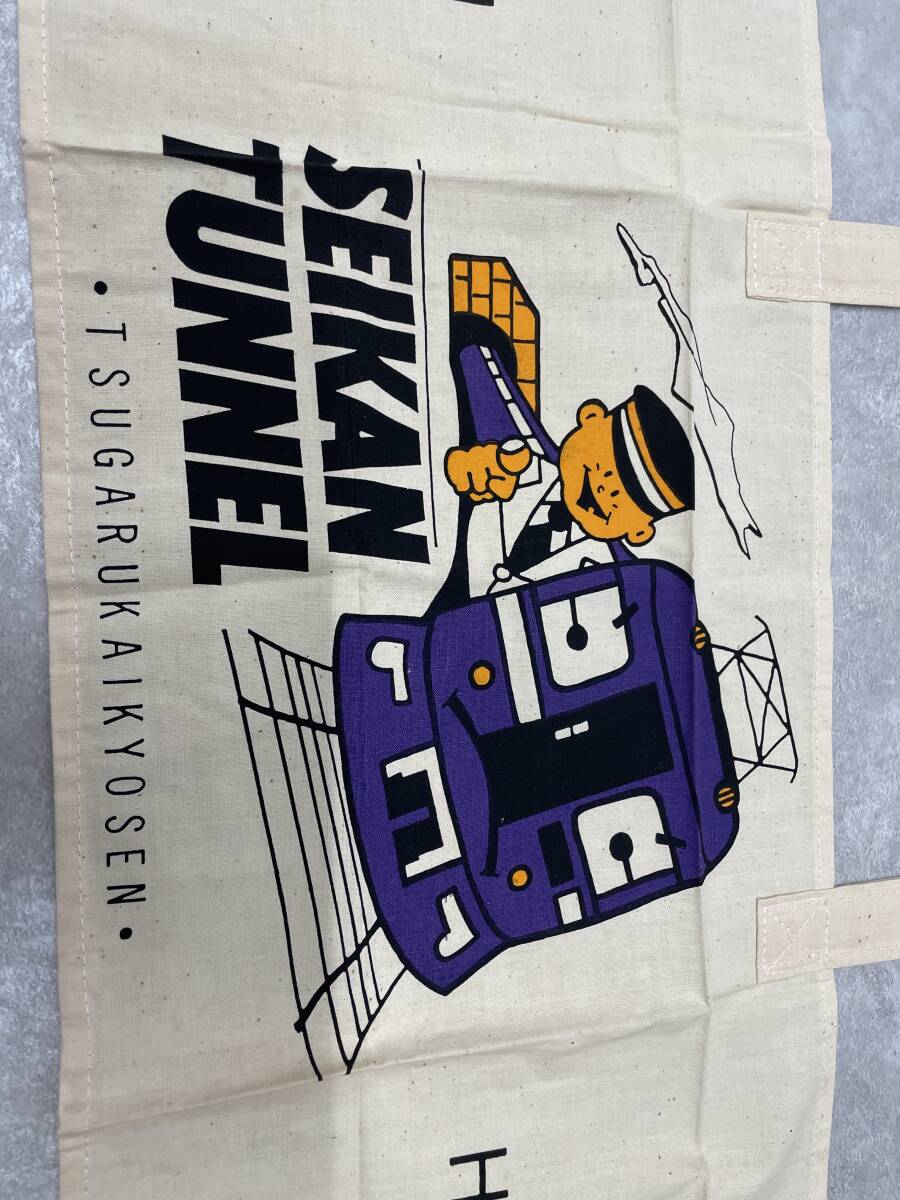 SEIKAN
TUNNEL
• TSUGARUKAIKYOSEN •
H